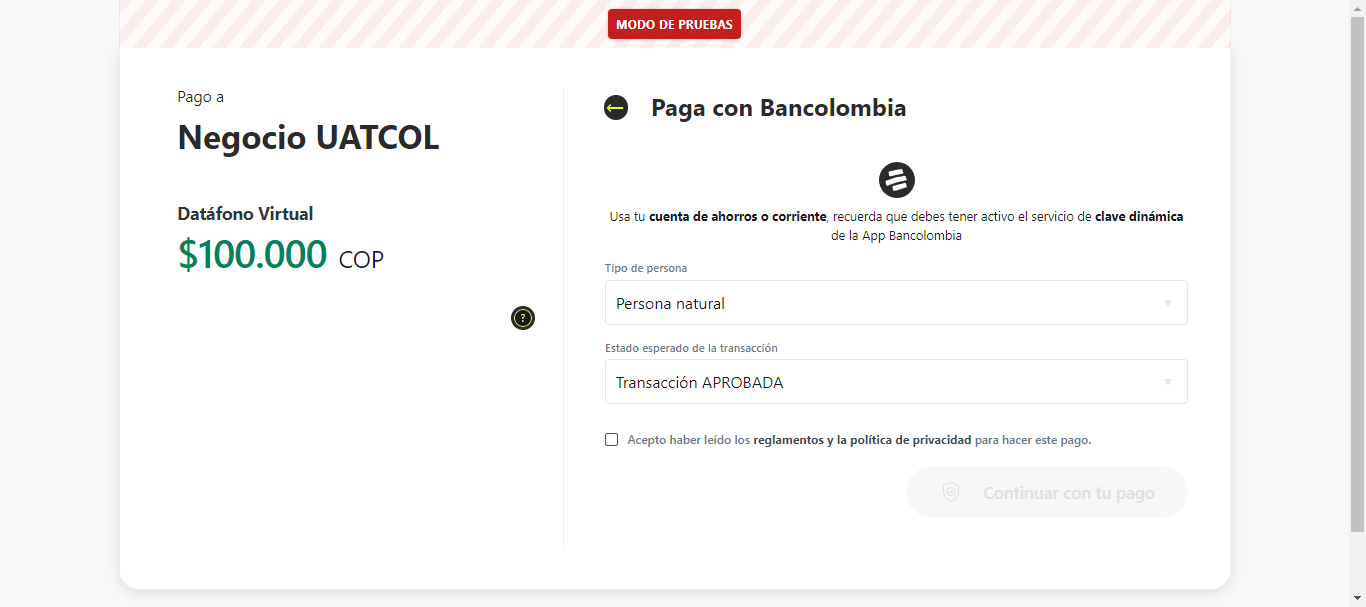 MODO DE PRUEBAS
Pago a
Negocio UATCOL
Datáfono Virtual
$100.000 COP
?
Paga con Bancolombia
Usa tu cuenta de ahorros o corriente, recuerda que debes tener activo el servicio de clave dinámica
de la App Bancolombia
Tipo de persona
Persona natural
Estado esperado de la transacción
Transacción APROBADA
Acepto haber leído los reglamentos y la política de privacidad para hacer este pago.
Continuar con tu pago